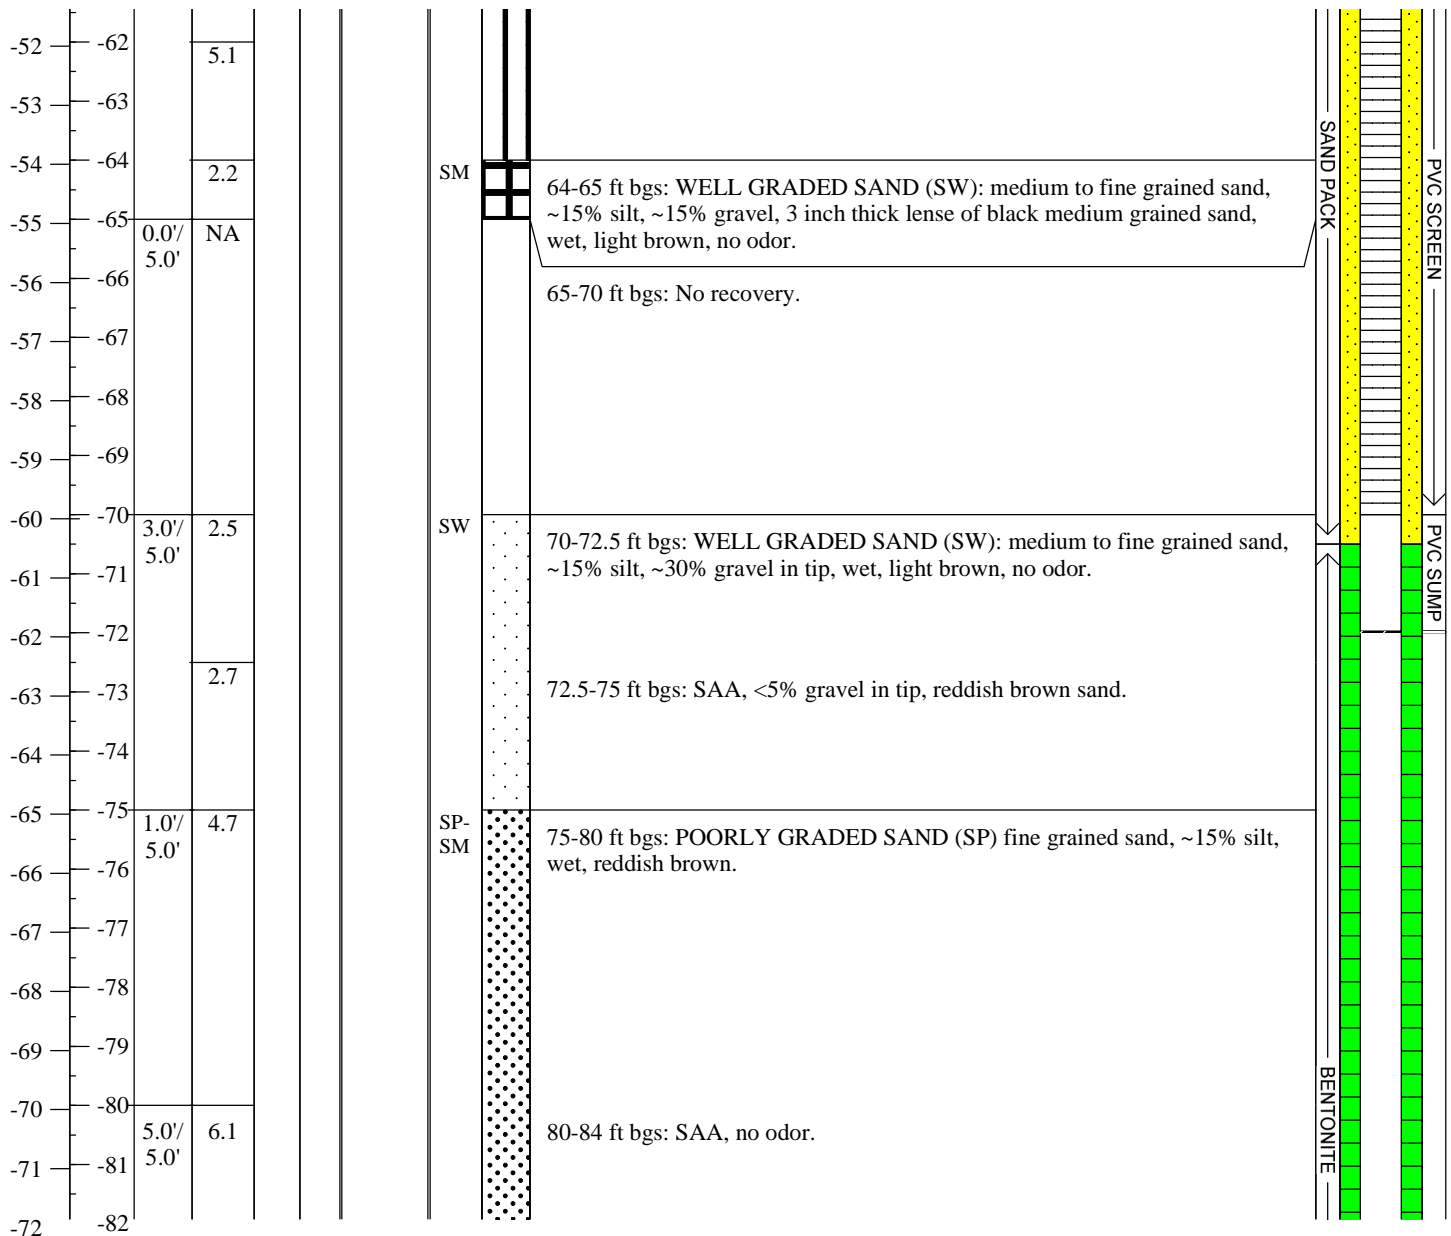 -52
-53
-54
-55
-56
-57
-58
-59
-60
-61
-62
-63
-64
-65
-66
-67
-68
-69
-70
-71
-72
-62
-63
-64
-65
-66
-67
-68
-69
-70
-71
-72
-73
-74
-75
-76
-77
-78
-79
-80
-81
-82
0.0'/
5.0'
3.0'/
5.0'
1.0'/
5.0'
5.0'/
5.0'
5.1
2.2
NA
2.5
2.7
4.7
6.1
SM
SW
SP-
SM
64-65 ft bgs: WELL GRADED SAND (SW): medium to fine grained sand,
~15% silt, ~15% gravel, 3 inch thick lense of black medium grained sand,
wet, light brown, no odor.
65-70 ft bgs: No recovery.
70-72.5 ft bgs: WELL GRADED SAND (SW): medium to fine grained sand,
~15% silt, ~30% gravel in tip, wet, light brown, no odor.
72.5-75 ft bgs: SAA, <5% gravel in tip, reddish brown sand.
75-80 ft bgs: POORLY GRADED SAND (SP) fine grained sand, ~15% silt,
wet, reddish brown.
80-84 ft bgs: SAA, no odor.
SAND PACK
BENTONITE
PVC SCREEN
PVC SUMP